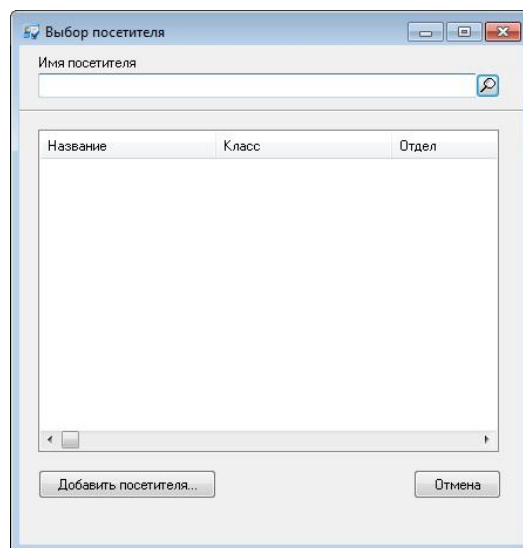 Выбор посетителя
Имя посетителя
Название Класс Отдел
Добавить посетителя... Отмена